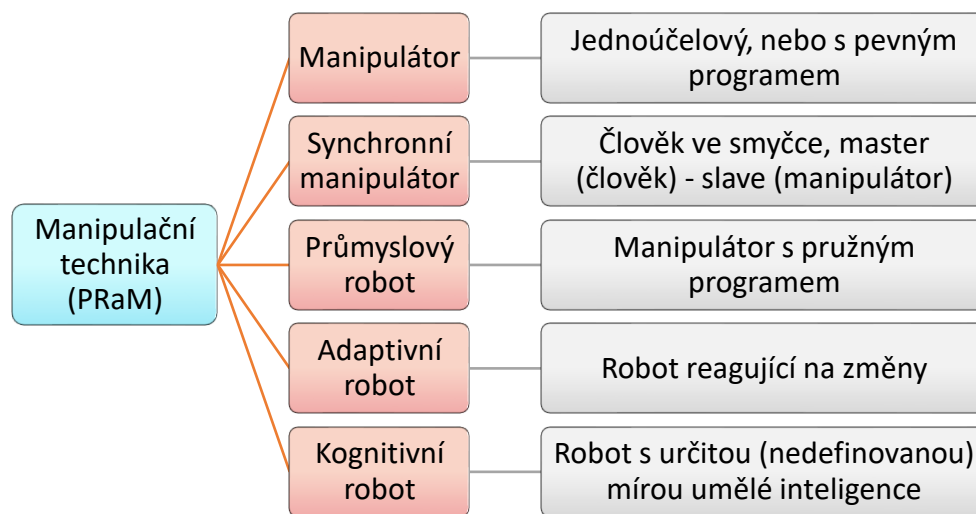 Manipulační
technika
(PRaM)
Manipulátor
Jednoúčelový, nebo s pevným
programem
Synchronní
manipulátor
Člověk ve smyčce, master
(člověk) - slave (manipulátor)
Průmyslový
robot
Manipulátor s pružným
programem
Adaptivní
robot
Robot reagující na změny
Kognitivní
robot
Robot s určitou (nedefinovanou)
mírou umělé inteligence